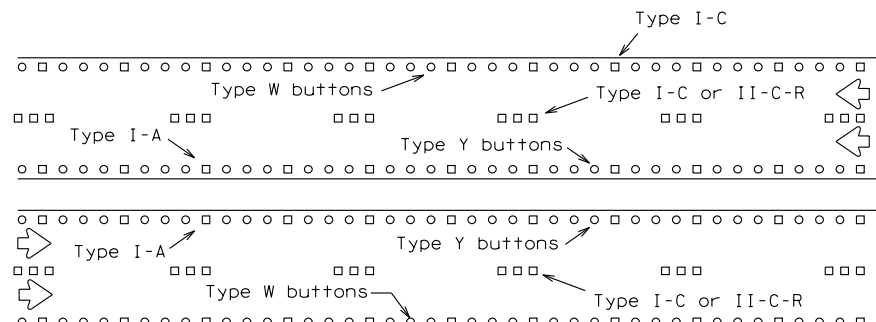 Type I-C
Type W buttons
Type I-C or II-C-R
Type I-A
Type Y buttons
Type I-A
Type Y buttons
Type W buttons
Type I-C or II-C-R